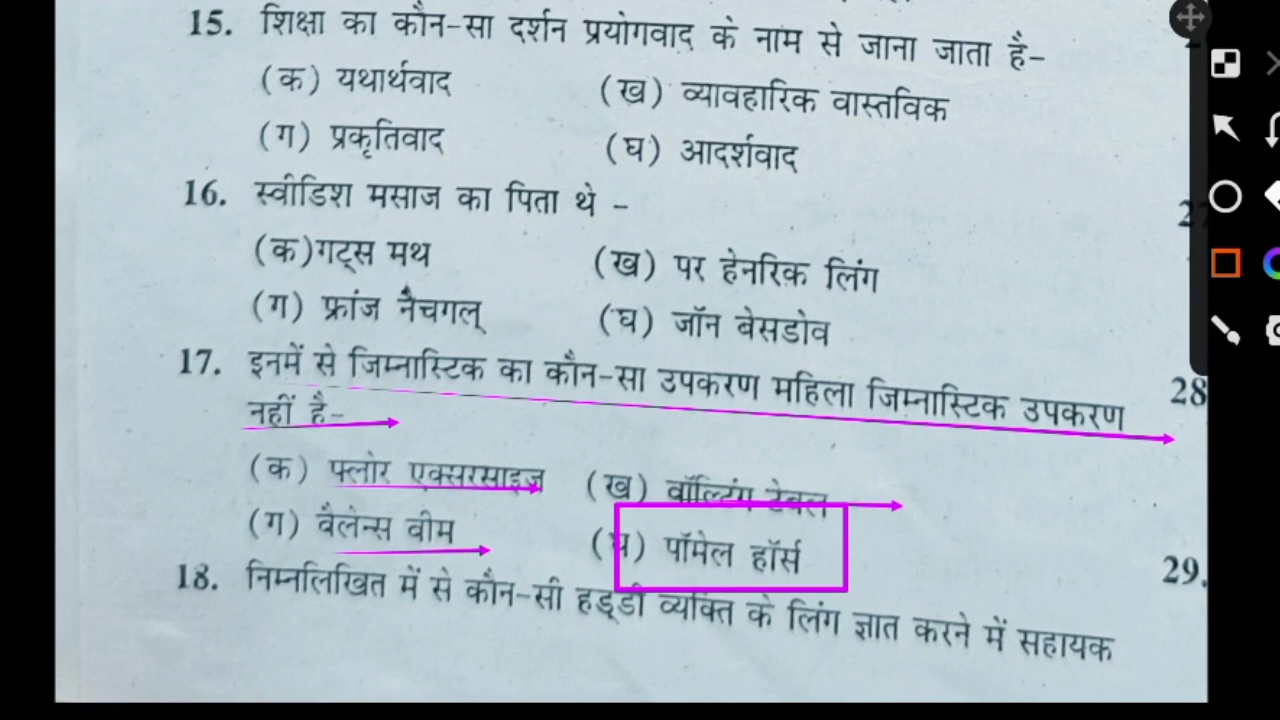 15. शिक्षा का कौन-सा दर्शन प्रयोगवाद के नाम से जाना जाता है-
(क) यथार्थवाद (ख) व्यावहारिक वास्तविक
(ग) प्रकृतिवाद (घ) आदर्शवाद
16. स्वीडिश मसाज का पिता थे -
(क)गट्स मथ (ख) पर हेनरिक लिंग
(ग) फ्रांज नैचगल् (घ) जॉन बेसडोव
17. इनमें से जिम्नास्टिक का कौन-सा उपकरण महिला जिम्नास्टिक उपकरण
नहीं है-
(क) फ्लोर एक्सरसाइज (ख) वॉल्टिंग टेबल
(ग) वैलेन्स वीम (घ) पॉमेल हॉर्स
18. निम्नलिखित में से कौन-सी हड्डी व्यक्ति के लिंग ज्ञात करने में सहायक
27
28
29.